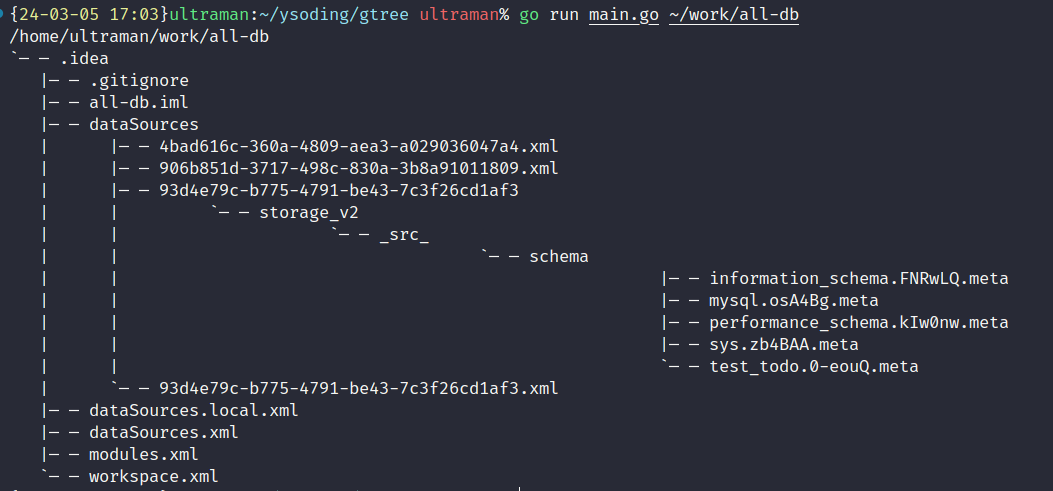 {24-03-05 17:03}ultraman:~/ysoding/gtree ultraman% go run main.go ~/work/all-db
/home/ultraman/work/all-db
`─ ─ .idea
   |─ ─ .gitignore
   |─ ─ all-db.iml
   |─ ─ dataSources
   |      |─ ─ 4bad616c-360a-4809-aea3-a029036047a4.xml
   |      |─ ─ 906b851d-3717-498c-830a-3b8a91011809.xml
   |      |─ ─ 93d4e79c-b775-4791-be43-7c3f26cd1af3
   |      |         `─ ─ storage_v2
   |      |                     `─ ─ _src_
   |      |                                    `─ ─ schema
   |      |                                                      |─ ─ information_schema.FNRwLQ.meta
   |      |                                                      |─ ─ mysql.osA4Bg.meta
   |      |                                                      |─ ─ performance_schema.kIw0nw.meta
   |      |                                                      |─ ─ sys.zb4BAA.meta
   |      |                                                      `─ ─ test_todo.0-eouQ.meta
   |      `─ ─ 93d4e79c-b775-4791-be43-7c3f26cd1af3.xml
   |─ ─ dataSources.local.xml
   |─ ─ dataSources.xml
   |─ ─ modules.xml
   `─ ─ workspace.xml